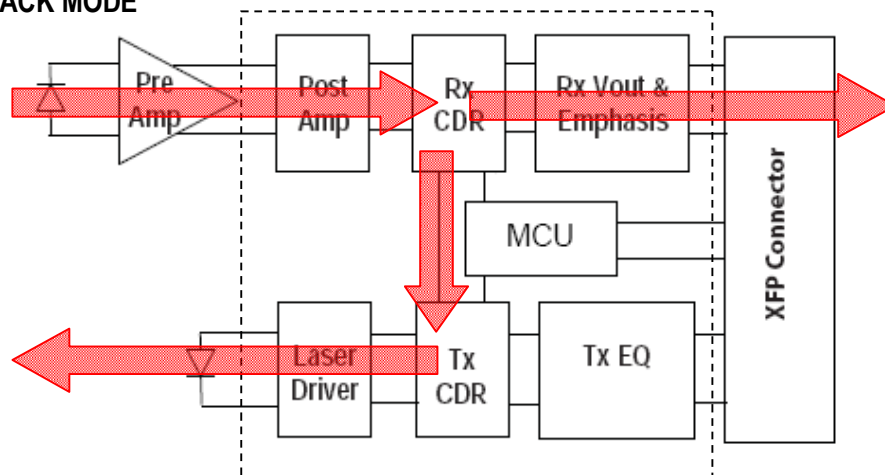 ACK MODE
Pre
Amp
Post
Amp
Rx
CDR
Rx Vout &
Emphasis
MCU
XFP Connector
Laser
Driver
Tx
CDR
Tx EQ